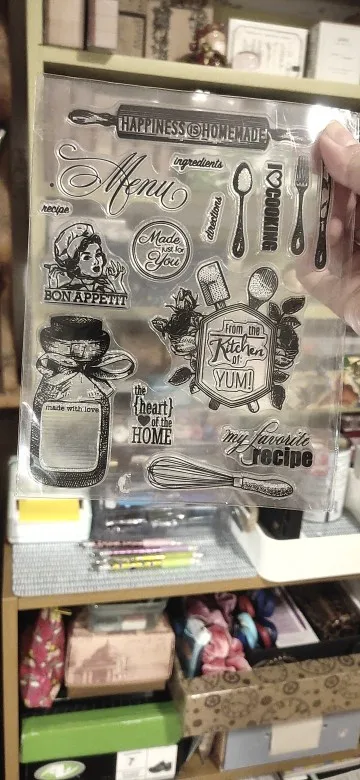 HAPPINESS IS HOMEMADE
ingredients
Menu
directions
I ♥ COOKING
recipe
Made
just for
You
BON APPETIT!
From the
Kitchen
of:
YUM!
made with love
the
{heart}
of the
HOME
my favorite
recipe
7